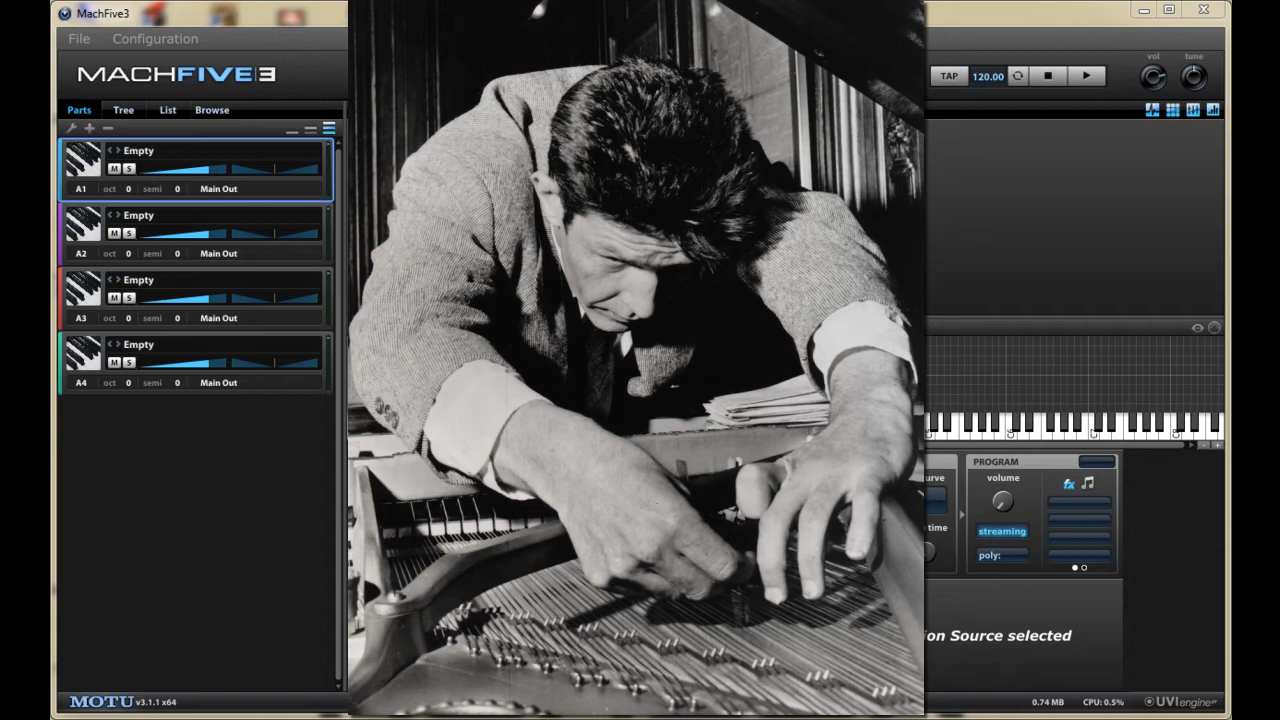 MachFive3
File Configuration
MACHFIVE 3
TAP 120.00
vol tune
Parts Tree List Browse
Empty
M S
A1 oct 0 semi 0 Main Out
Empty
M S
A2 oct 0 semi 0 Main Out
Empty
M S
A3 oct 0 semi 0 Main Out
Empty
M S
A4 oct 0 semi 0 Main Out
urve
time
PROGRAM
volume
fx
streaming
poly:
on Source selected
MOTU v3.1.1 x64
0.74 MB CPU: 0.5% UVIengine